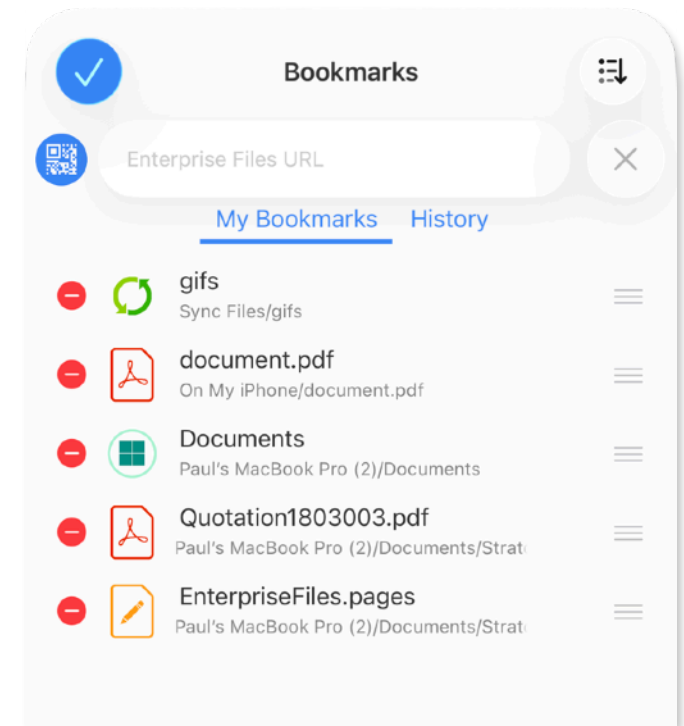 Bookmarks
Enterprise Files URL
My Bookmarks History
gifs
Sync Files/gifs
document.pdf
On My iPhone/document.pdf
Documents
Paul's MacBook Pro (2)/Documents
Quotation1803003.pdf
Paul's MacBook Pro (2)/Documents/Strat
EnterpriseFiles.pages
Paul's MacBook Pro (2)/Documents/Strat